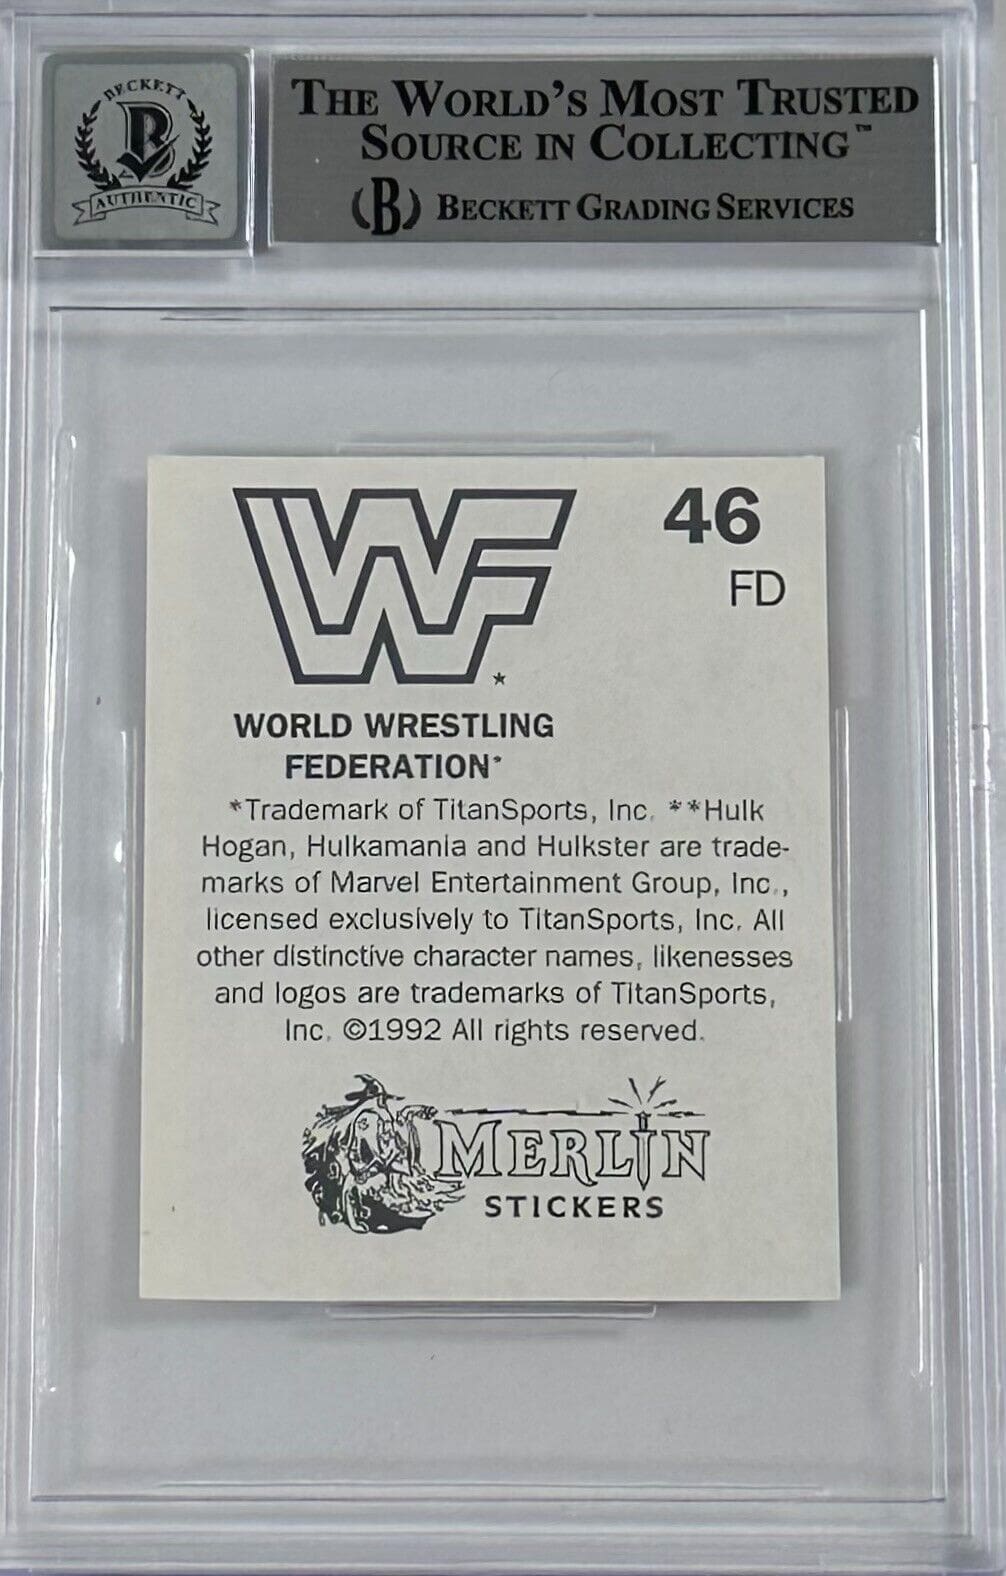 BECKETT
B
AUTHENTIC
THE WORLD'S MOST TRUSTED
SOURCE IN COLLECTING™
(B) BECKETT GRADING SERVICES
WF 46
FD
WORLD WRESTLING
FEDERATION*
*Trademark of TitanSports, Inc. **Hulk
Hogan, Hulkamania and Hulkster are trade-
marks of Marvel Entertainment Group, Inc.,
licensed exclusively to TitanSports, Inc. All
other distinctive character names, likenesses
and logos are trademarks of TitanSports,
Inc. ©1992 All rights reserved.
MERLIN
STICKERS